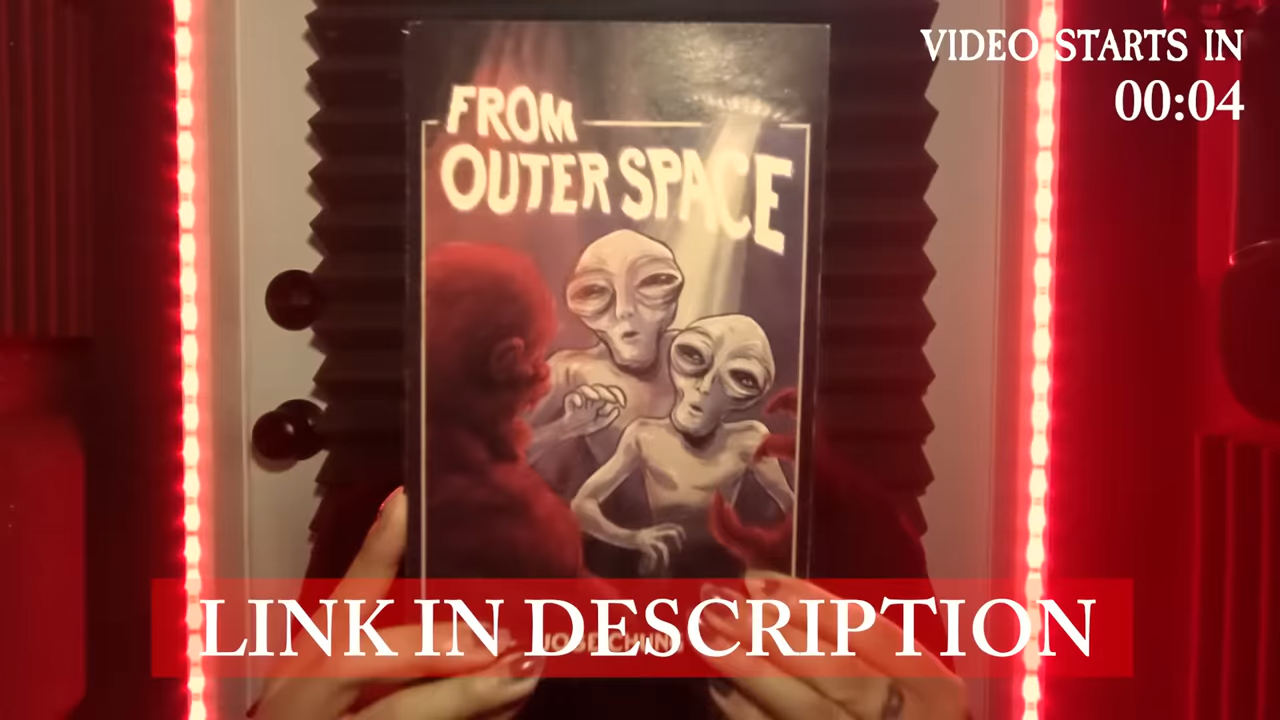 VIDEO STARTS IN
00:04
FROM
OUTER SPACE
LINK IN DESCRIPTION